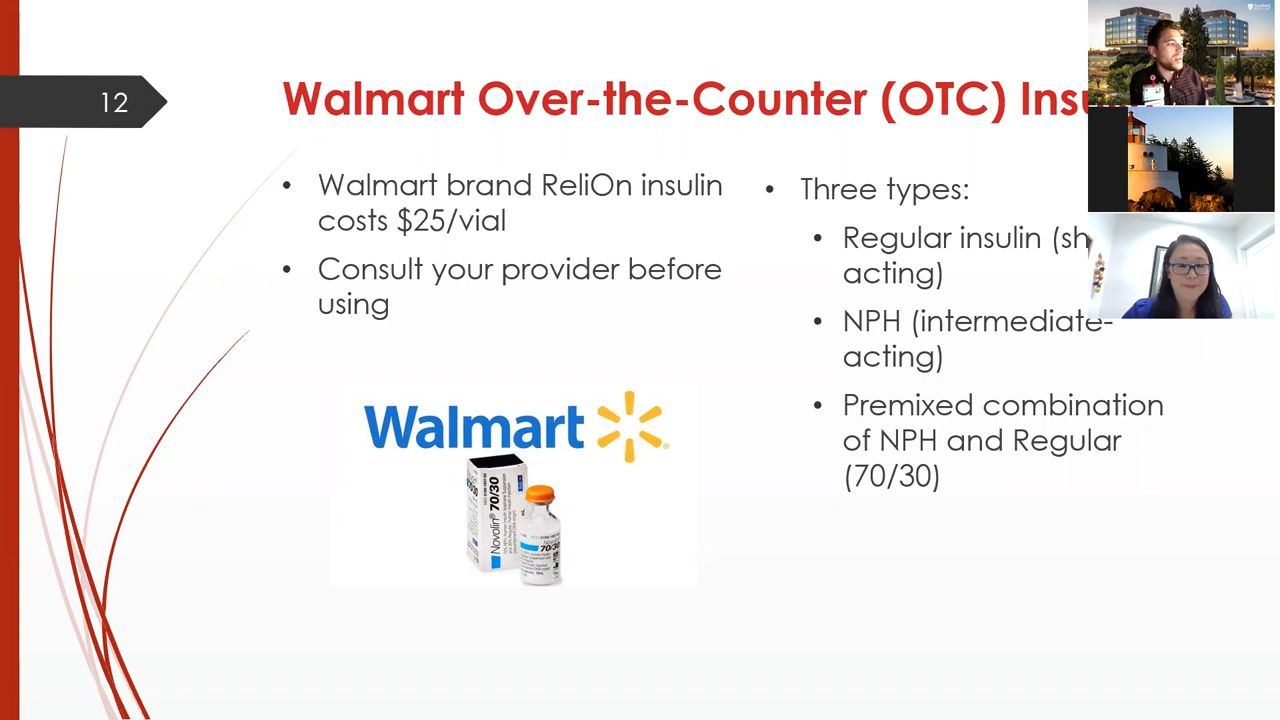 12
Walmart Over-the-Counter (OTC)
Walmart brand ReliOn insulin
costs $25/vial
Consult your provider before
using
Three types:
Regular insulin (sh
acting)
NPH (intermediate-
acting)
Premixed combination
of NPH and Regular
(70/30)
Walmart
Novolin® 70/30
Novolin
70/30